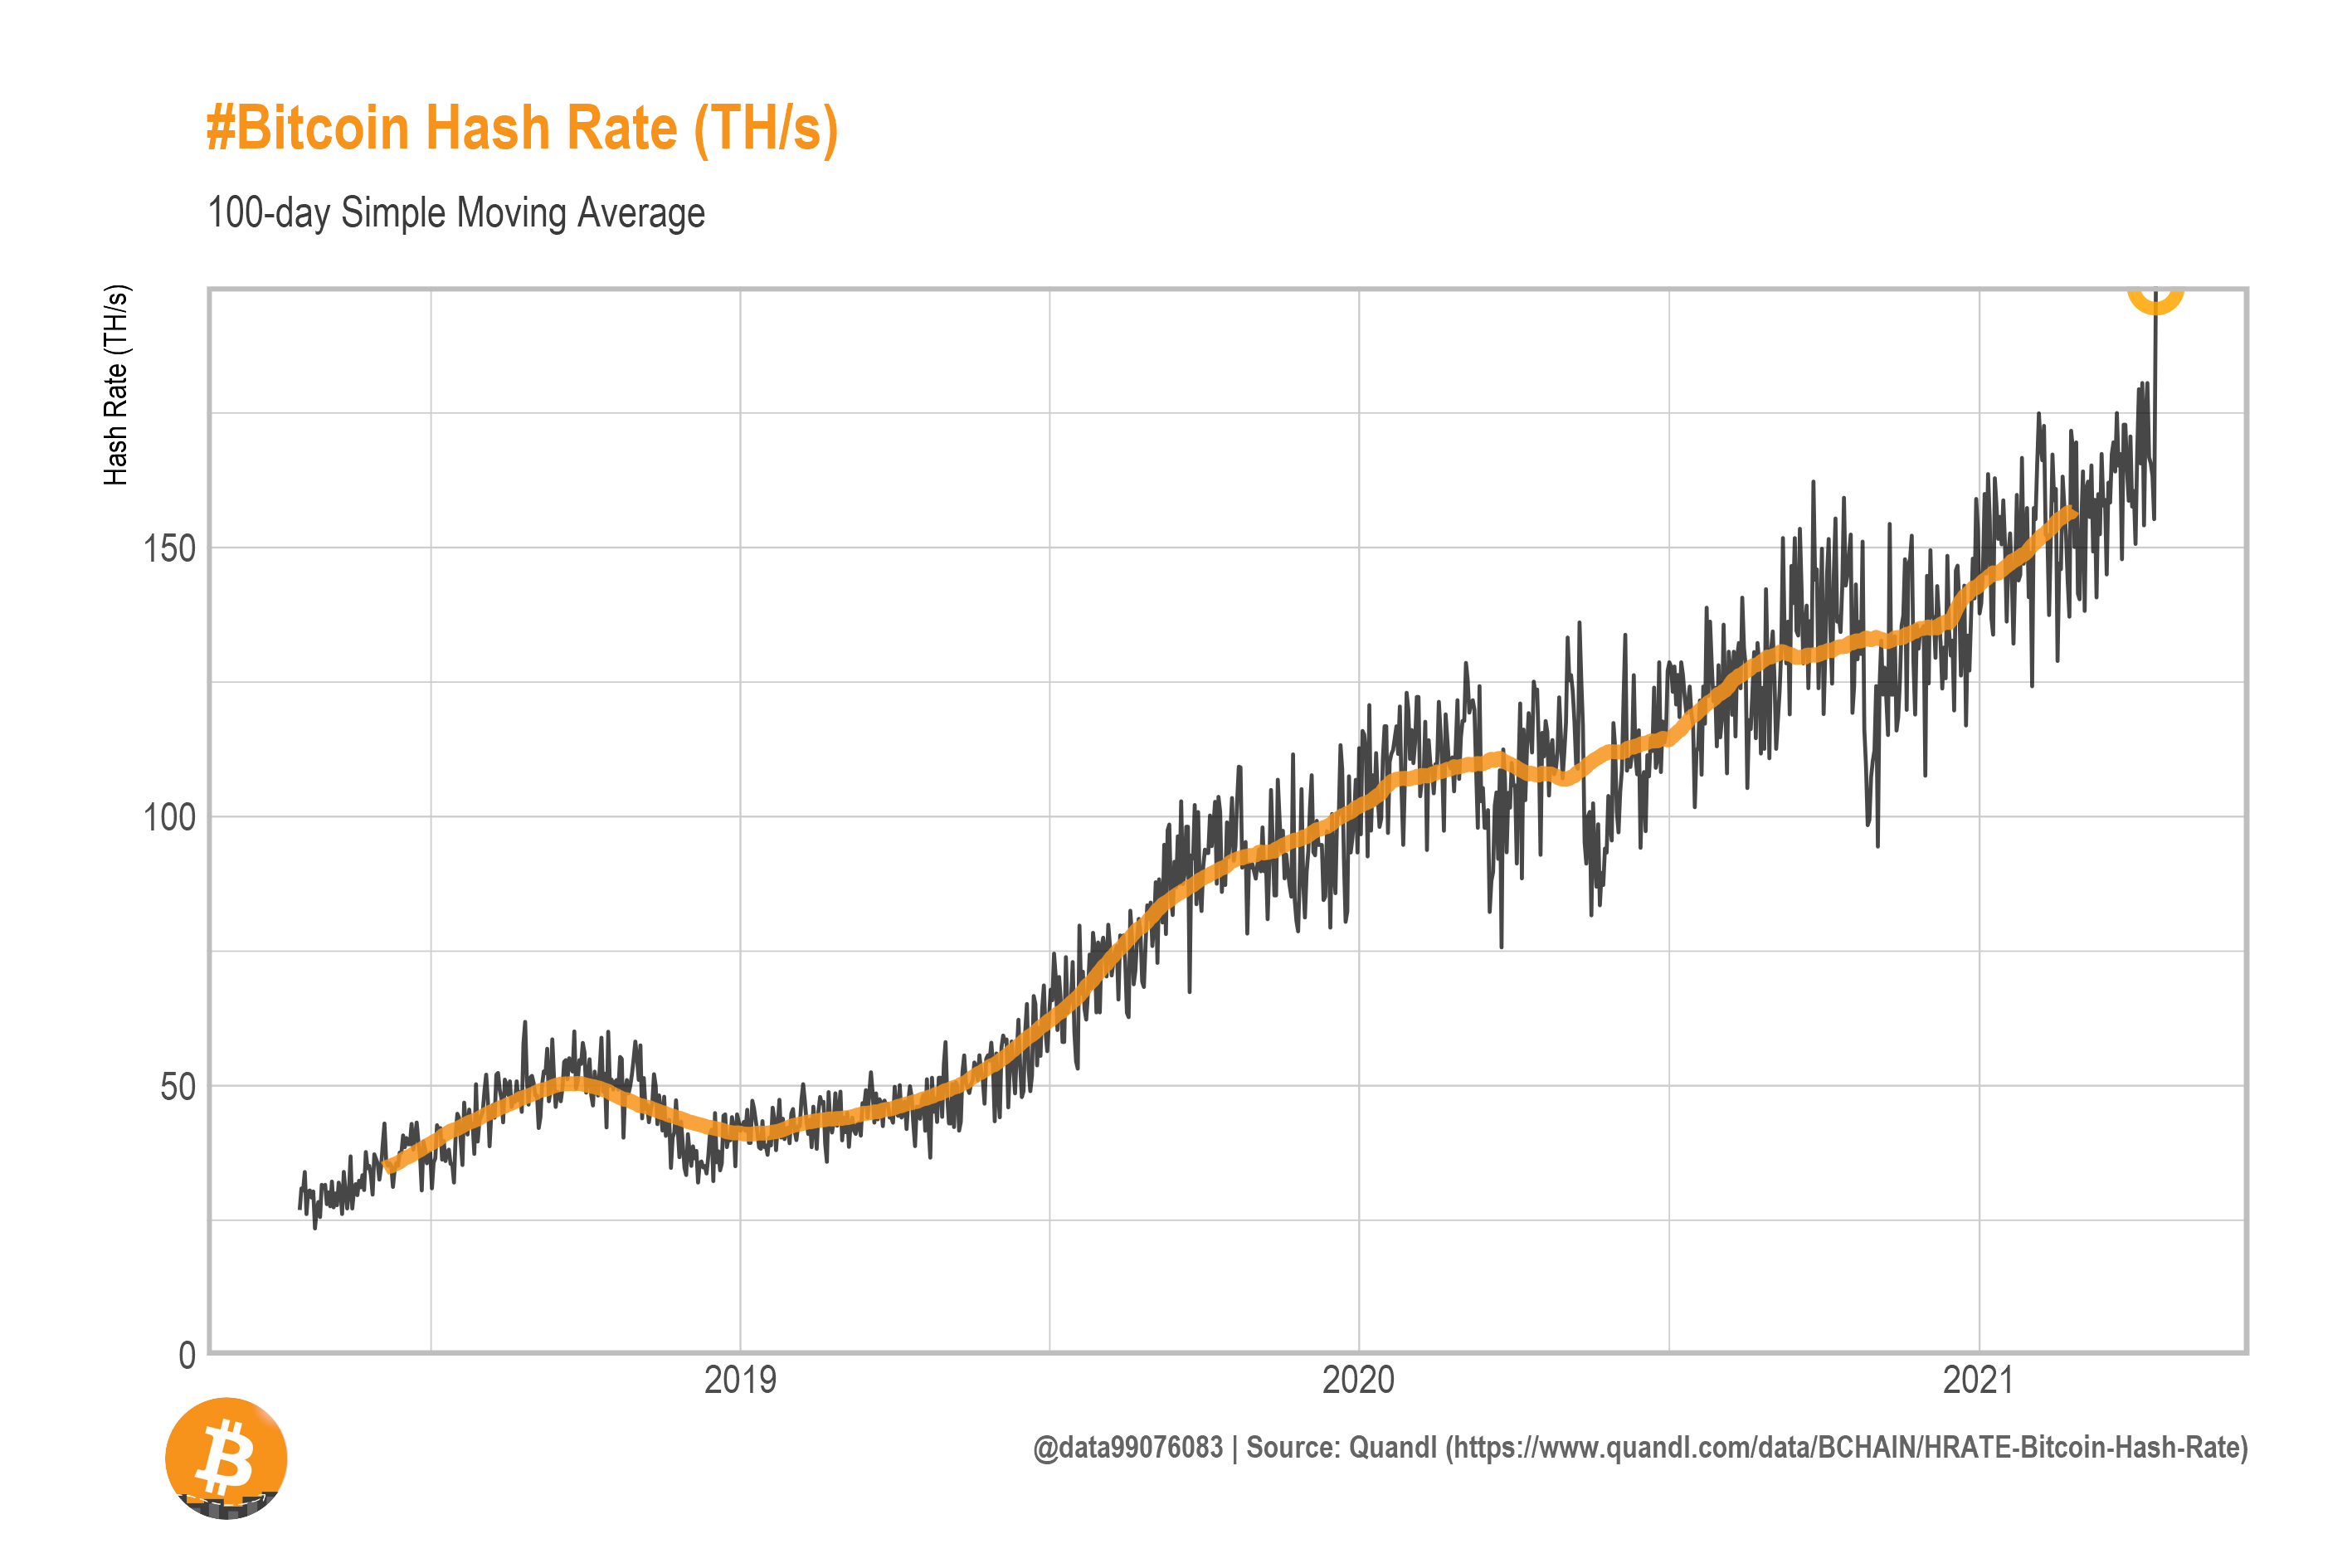 #Bitcoin Hash Rate (TH/s)
100-day Simple Moving Average
Hash Rate (TH/s)
150
100
50
0
2019 2020 2021
@data99076083 | Source: Quandl (https://www.quandl.com/data/BCHAIN/HRATE-Bitcoin-Hash-Rate)